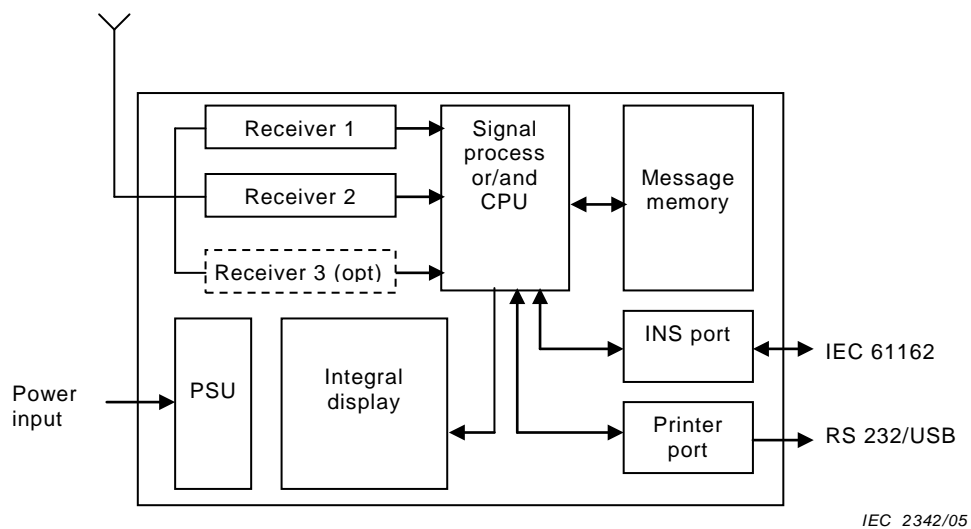 Receiver 1
Receiver 2
Receiver 3 (opt)
Signal
process
or/and
CPU
Message
memory
INS port
IEC 61162
Power
input
PSU
Integral
display
Printer
port
RS 232/USB
IEC 2342/05